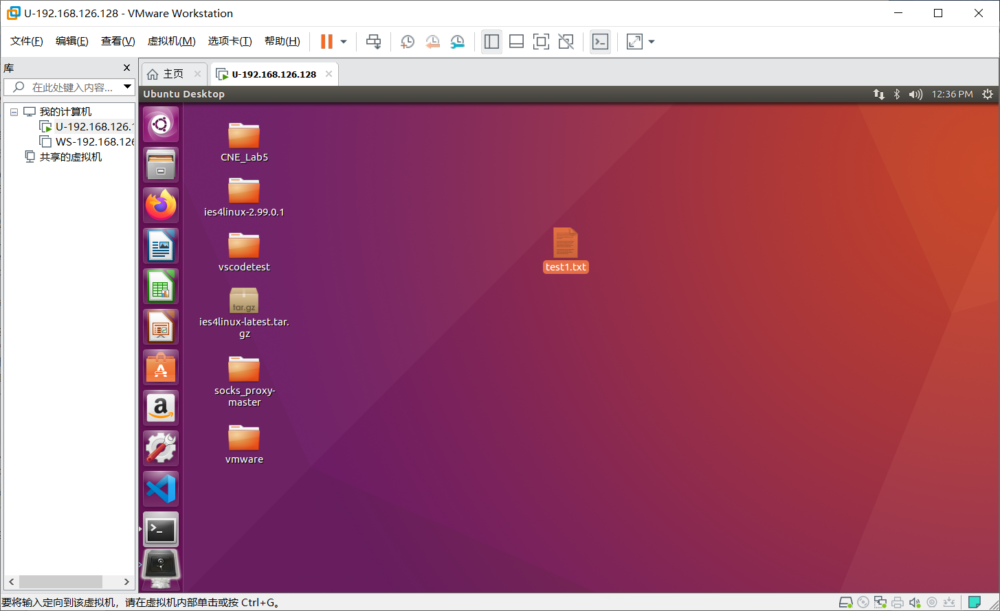 U-192.168.126.128 - VMware Workstation
文件(F) 编辑(E) 查看(V) 虚拟机(M) 选项卡(T) 帮助(H)
库
在此处键入内容...
我的计算机
U-192.168.126.1
WS-192.168.126
共享的虚拟机
主页
U-192.168.126.128
Ubuntu Desktop
12:36 PM
CNE_Lab5
ies4linux-2.99.0.1
vscodetest
tar.gz
ies4linux-latest.tar.
gz
socks_proxy-
master
vmware
test1.txt
要将输入定向到该虚拟机，请在虚拟机内部单击或按 Ctrl+G。